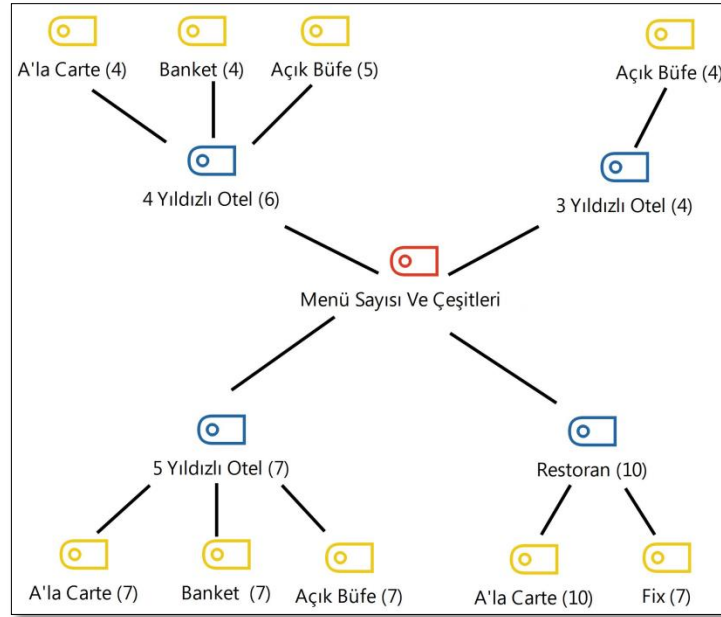 A'la Carte (4)
Banket (4)
Açık Büfe (5)
Açık Büfe (4)
4 Yıldızlı Otel (6)
3 Yıldızlı Otel (4)
Menü Sayısı Ve Çeşitleri
5 Yıldızlı Otel (7)
Restoran (10)
A'la Carte (7)
Banket (7)
Açık Büfe (7)
A'la Carte (10)
Fix (7)